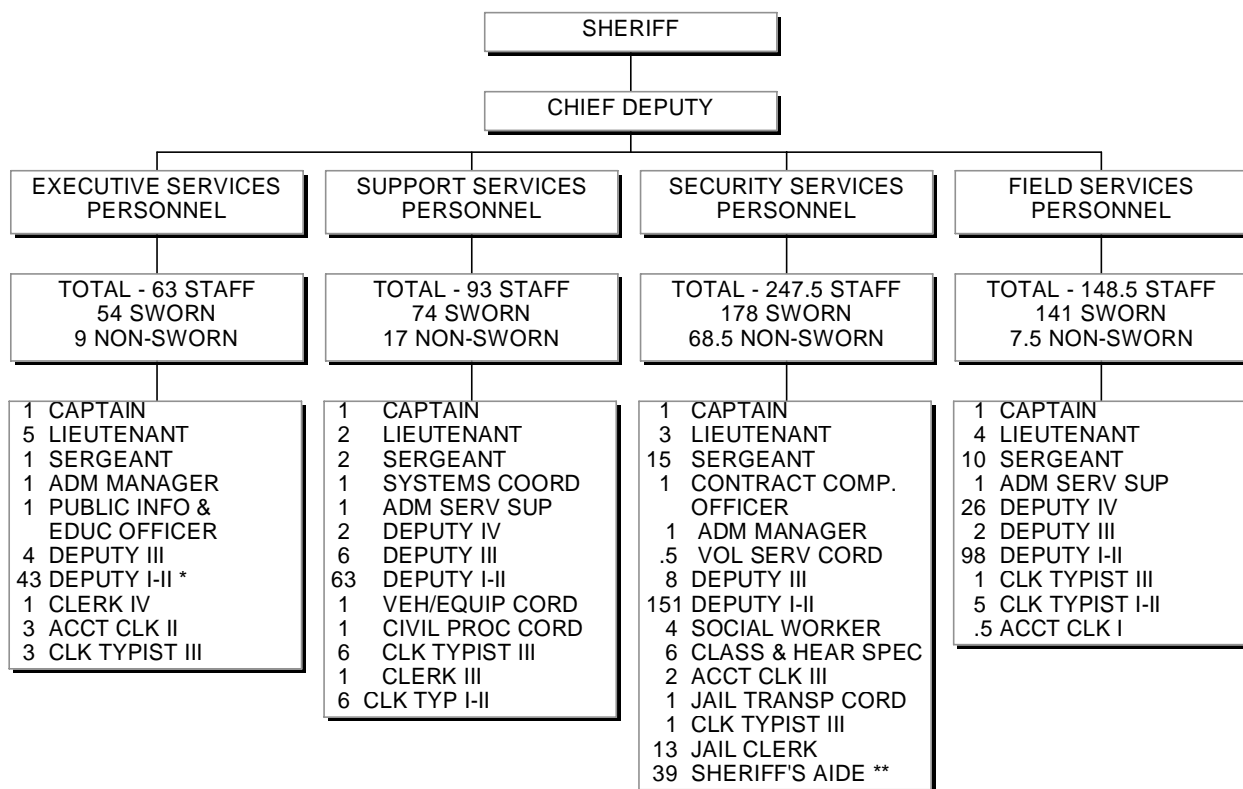 SHERIFF
CHIEF DEPUTY
EXECUTIVE SERVICES
PERSONNEL
SUPPORT SERVICES
PERSONNEL
SECURITY SERVICES
PERSONNEL
FIELD SERVICES
PERSONNEL
TOTAL - 63 STAFF
54 SWORN
9 NON-SWORN
TOTAL - 93 STAFF
74 SWORN
17 NON-SWORN
TOTAL - 247.5 STAFF
178 SWORN
68.5 NON-SWORN
TOTAL - 148.5 STAFF
141 SWORN
7.5 NON-SWORN
1 CAPTAIN
5 LIEUTENANT
1 SERGEANT
1 ADM MANAGER
1 PUBLIC INFO &
EDUC OFFICER
4 DEPUTY III
43 DEPUTY I-II *
1 CLERK IV
3 ACCT CLK II
3 CLK TYPIST III
1 CAPTAIN
2 LIEUTENANT
2 SERGEANT
1 SYSTEMS COORD
1 ADM SERV SUP
2 DEPUTY IV
6 DEPUTY III
63 DEPUTY I-II
1 VEH/EQUIP CORD
1 CIVIL PROC CORD
6 CLK TYPIST III
1 CLERK III
6 CLK TYP I-II
1 CAPTAIN
3 LIEUTENANT
15 SERGEANT
1 CONTRACT COMP.
OFFICER
1 ADM MANAGER
.5 VOL SERV CORD
8 DEPUTY III
151 DEPUTY I-II
4 SOCIAL WORKER
6 CLASS & HEAR SPEC
2 ACCT CLK III
1 JAIL TRANSP CORD
1 CLK TYPIST III
13 JAIL CLERK
39 SHERIFF'S AIDE **
1 CAPTAIN
4 LIEUTENANT
10 SERGEANT
1 ADM SERV SUP
26 DEPUTY IV
2 DEPUTY III
98 DEPUTY I-II
1 CLK TYPIST III
5 CLK TYPIST I-II
.5 ACCT CLK I